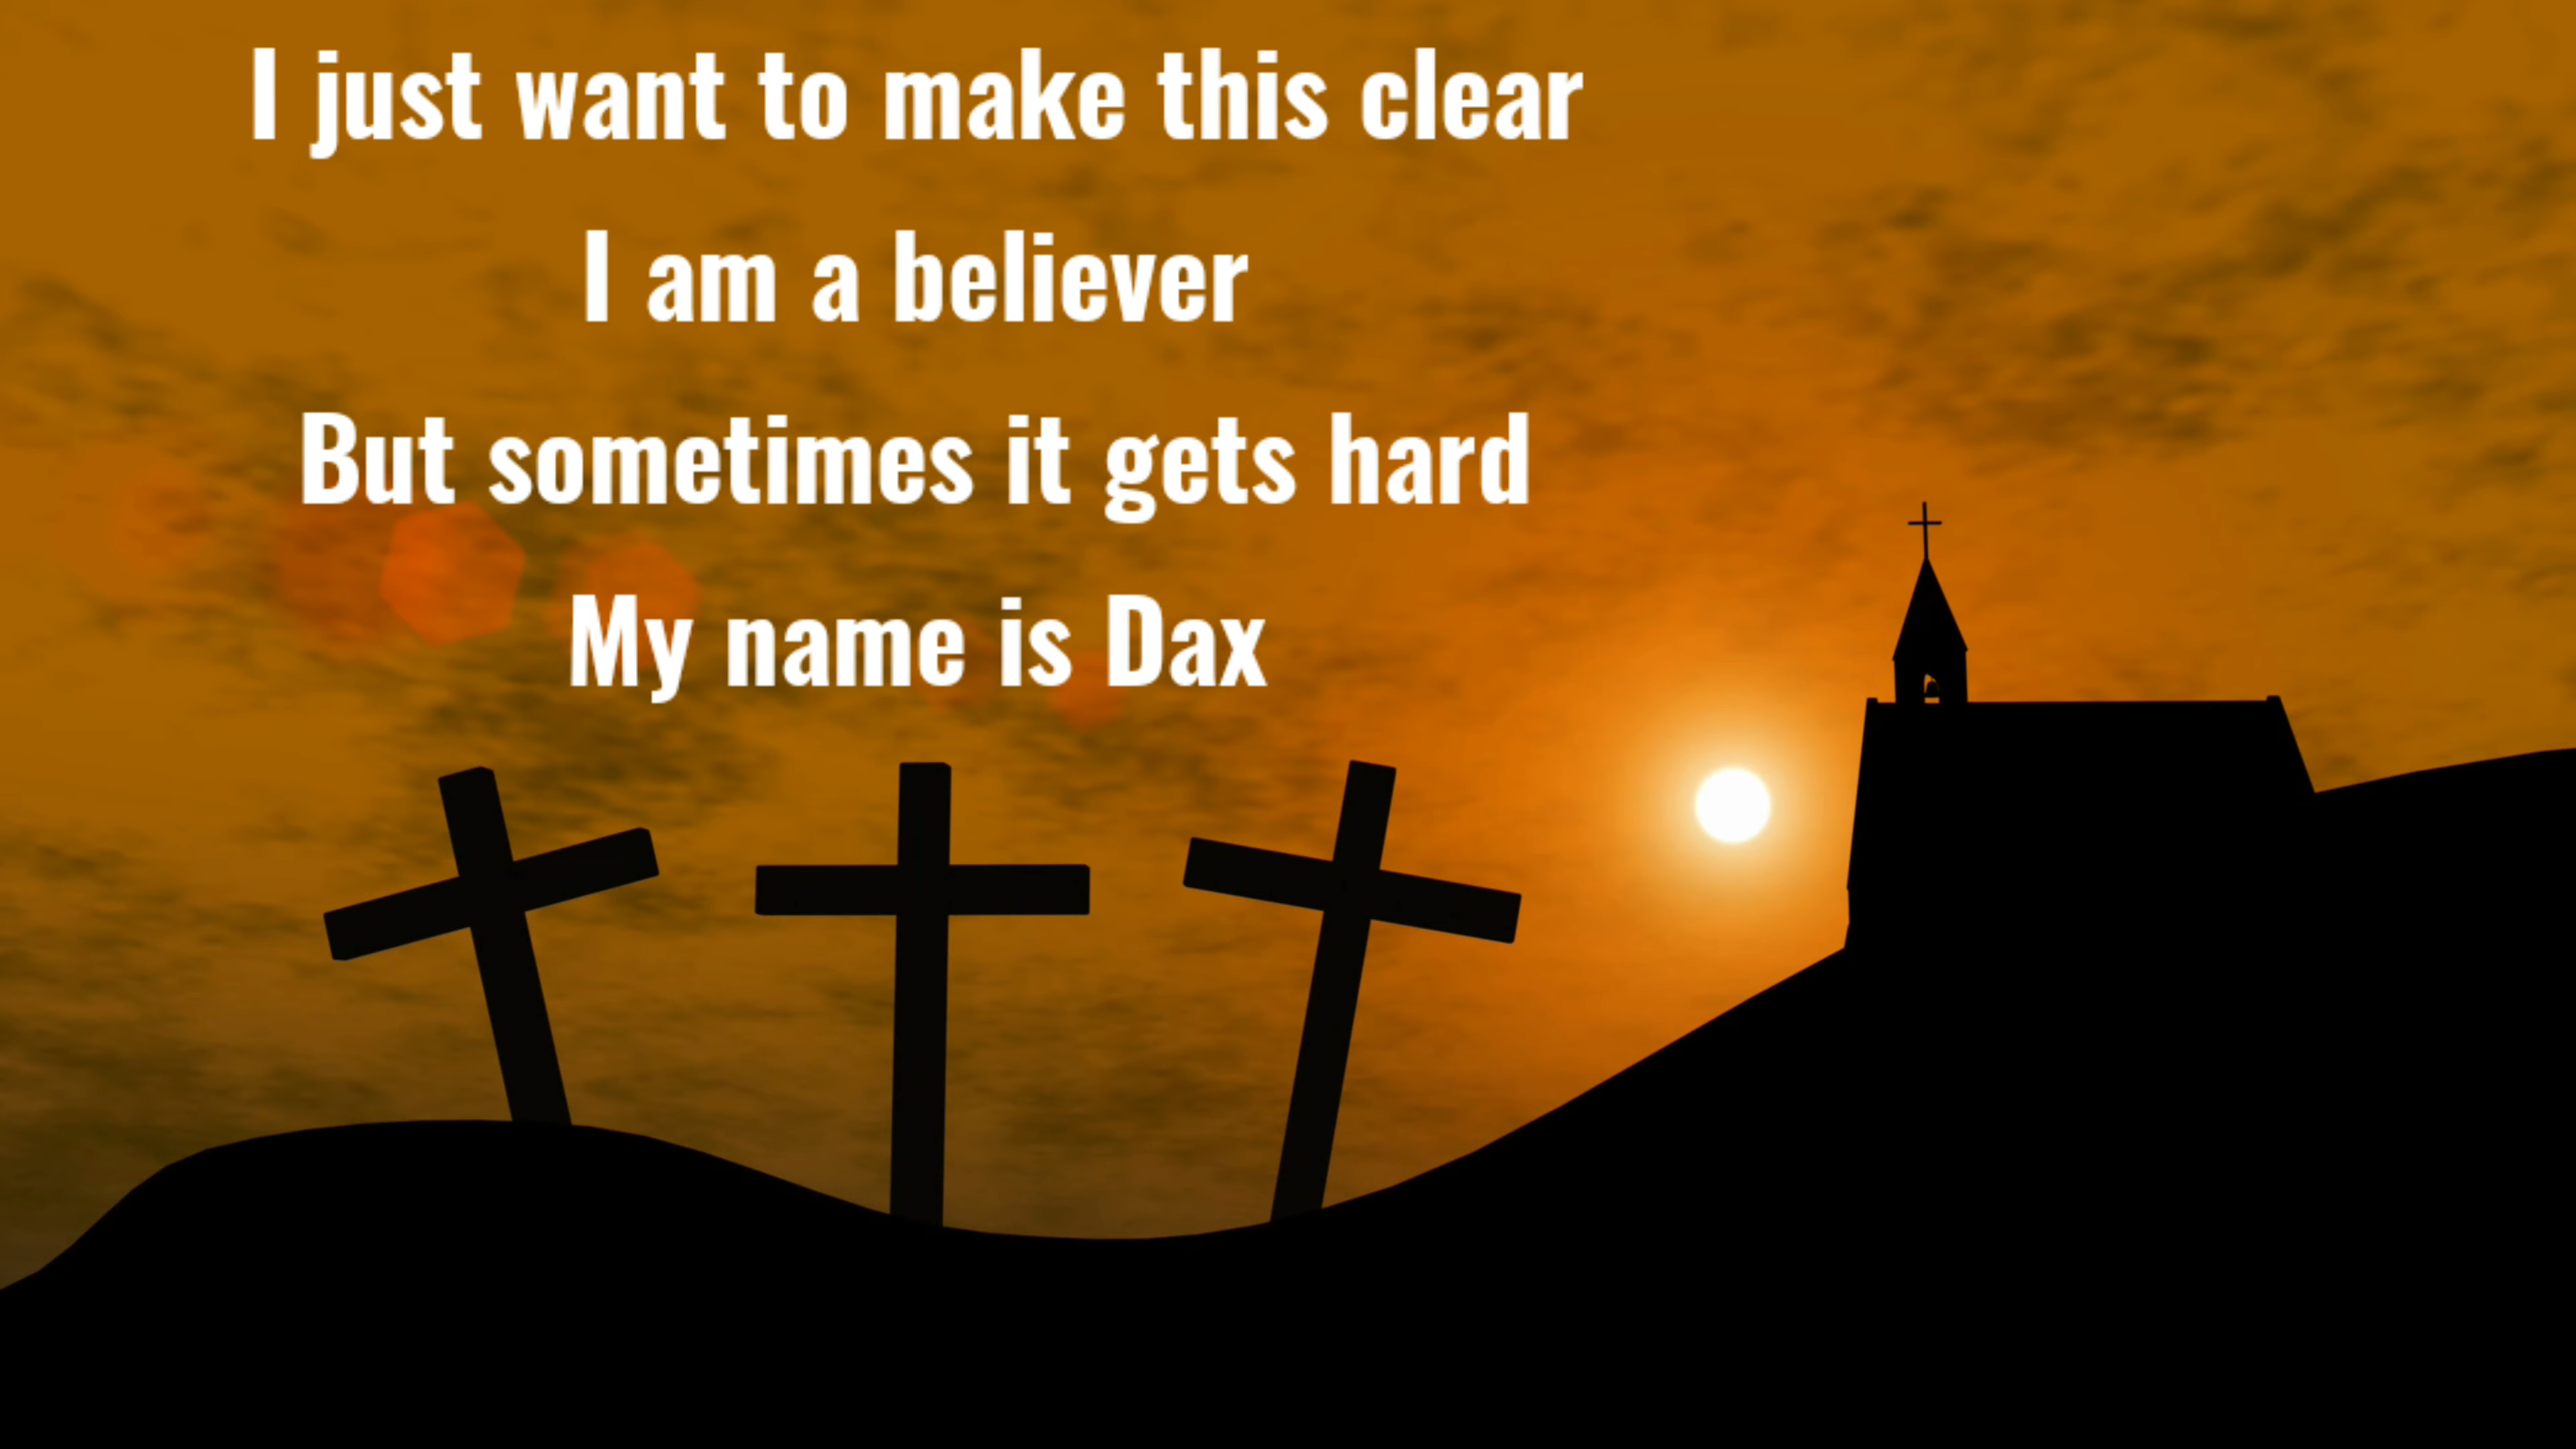 I just want to make this clear
I am a believer
But sometimes it gets hard
My name is Dax